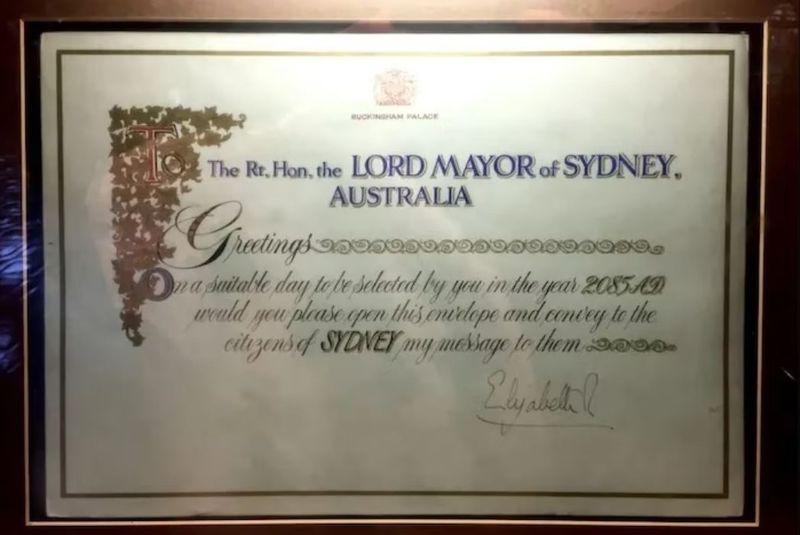 BUCKINGHAM PALACE
To The Rt. Hon. the LORD MAYOR of SYDNEY,
AUSTRALIA
Greetings
On a suitable day to be selected by you in the year 2085 A.D
would you please open this envelope and convey to the
citizens of SYDNEY my message to them
Elizabeth R